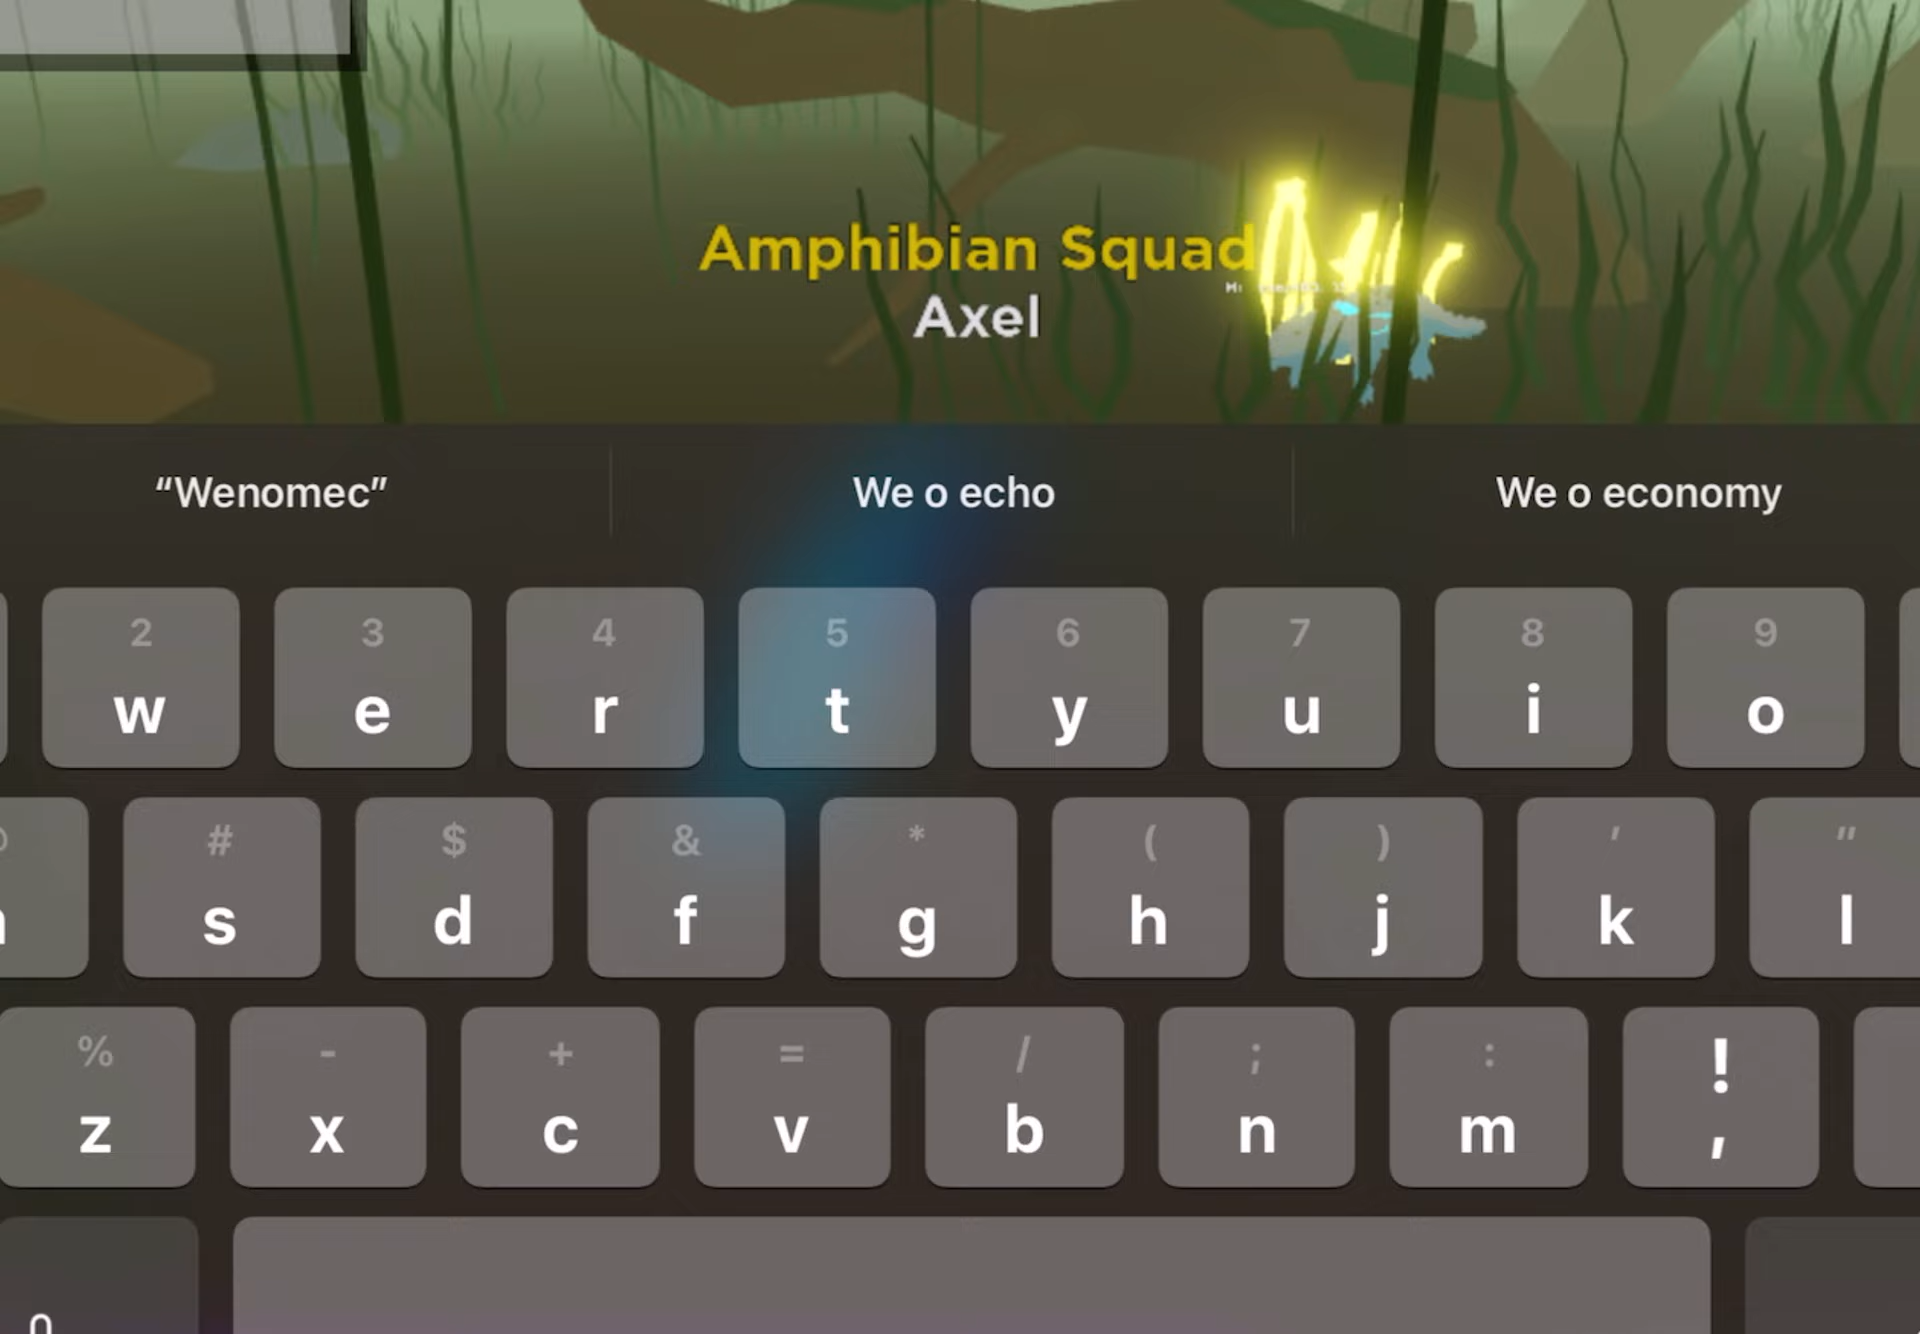 Amphibian Squad
Axel
“Wenomec” We o echo We o economy
2 3 4 5 6 7 8 9
w e r t y u i o
# $ & * ( ) ' "
s d f g h j k l
% - + = / ; : !
z x c v b n m ,